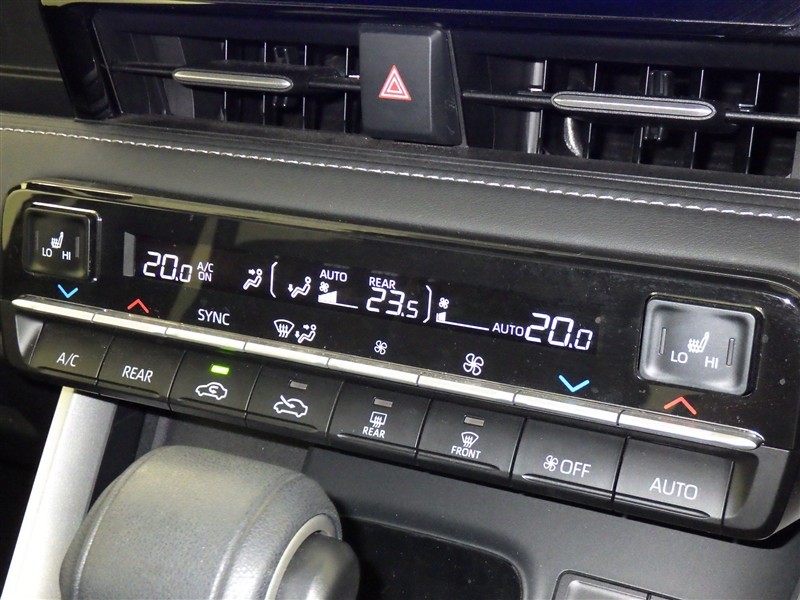 LO HI
20.0 A/C ON
AUTO
REAR
23.5
AUTO 20.0
LO HI
SYNC
A/C
REAR
REAR
FRONT
OFF
AUTO